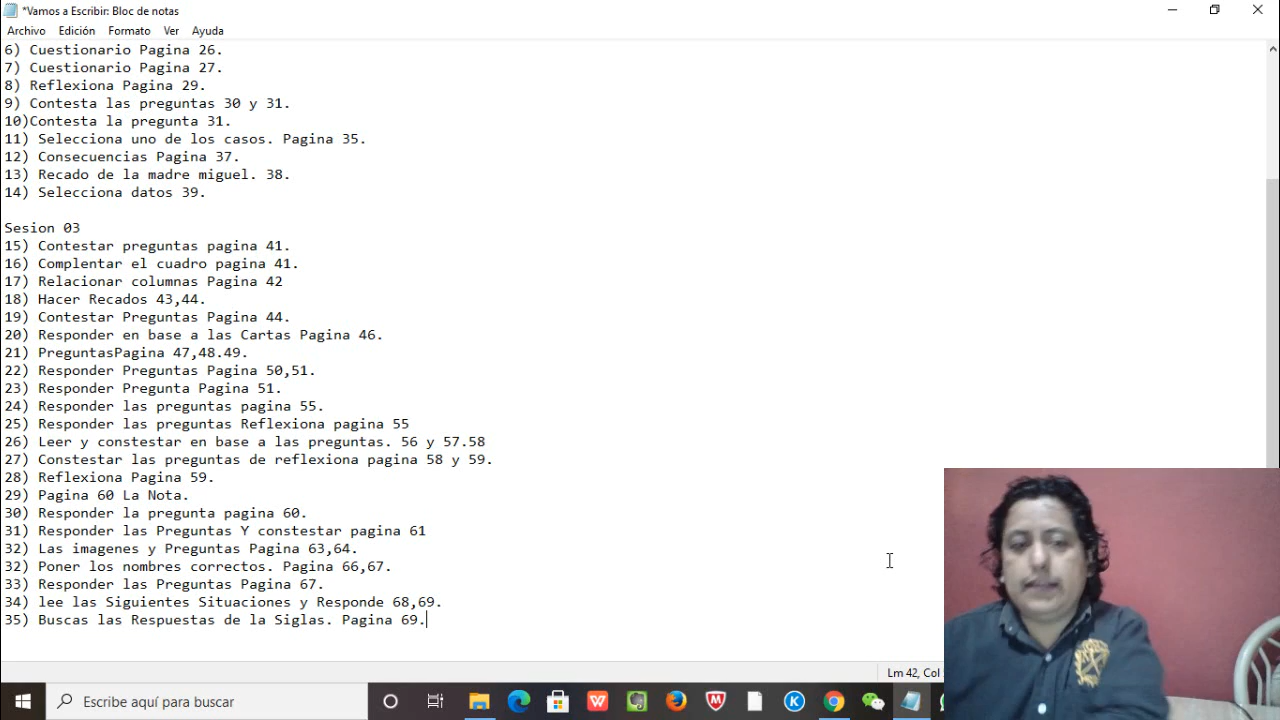 *Vamos a Escribir: Bloc de notas
Archivo Edición Formato Ver Ayuda
6) Cuestionario Pagina 26.
7) Cuestionario Pagina 27.
8) Reflexiona Pagina 29.
9) Contesta las preguntas 30 y 31.
10)Contesta la pregunta 31.
11) Selecciona uno de los casos. Pagina 35.
12) Consecuencias Pagina 37.
13) Recado de la madre miguel. 38.
14) Selecciona datos 39.
Sesion 03
15) Contestar preguntas pagina 41.
16) Complentar el cuadro pagina 41.
17) Relacionar columnas Pagina 42
18) Hacer Recados 43,44.
19) Contestar Preguntas Pagina 44.
20) Responder en base a las Cartas Pagina 46.
21) PreguntasPagina 47,48.49.
22) Responder Preguntas Pagina 50,51.
23) Responder Pregunta Pagina 51.
24) Responder las preguntas pagina 55.
25) Responder las preguntas Reflexiona pagina 55
26) Leer y constestar en base a las preguntas. 56 y 57.58
27) Constestar las preguntas de reflexiona pagina 58 y 59.
28) Reflexiona Pagina 59.
29) Pagina 60 La Nota.
30) Responder la pregunta pagina 60.
31) Responder las Preguntas Y constestar pagina 61
32) Las imagenes y Preguntas Pagina 63,64.
32) Poner los nombres correctos. Pagina 66,67.
33) Responder las Preguntas Pagina 67.
34) lee las Siguientes Situaciones y Responde 68,69.
35) Buscas las Respuestas de la Siglas. Pagina 69.
Lm 42, Col
Escribe aquí para buscar